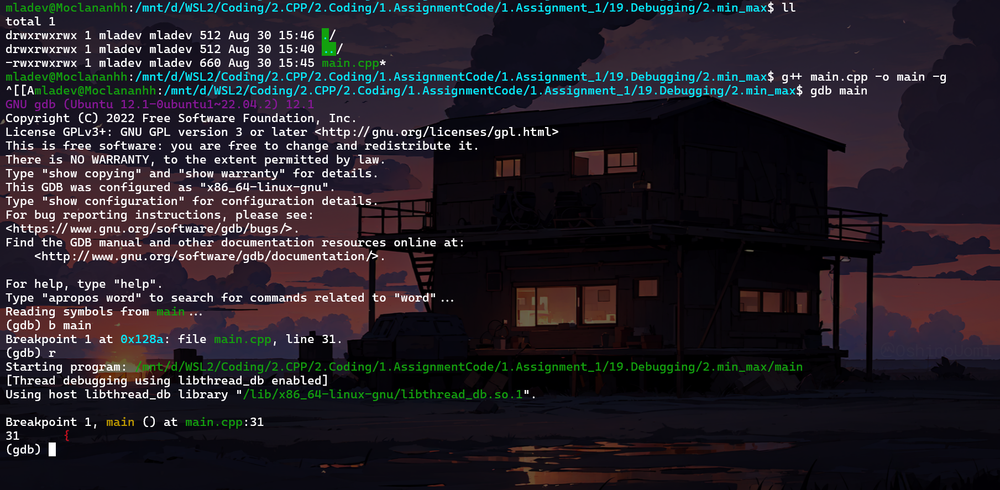 mladev@Moclananhh:/mnt/d/WSL2/Coding/2.CPP/2.Coding/1.AssignmentCode/1.Assignment_1/19.Debugging/2.min_max$ ll
total 1
drwxrwxrwx 1 mladev mladev 512 Aug 30 15:46 ./
drwxrwxrwx 1 mladev mladev 512 Aug 30 15:40 ../
-rwxrwxrwx 1 mladev mladev 660 Aug 30 15:45 main.cpp*
mladev@Moclananhh:/mnt/d/WSL2/Coding/2.CPP/2.Coding/1.AssignmentCode/1.Assignment_1/19.Debugging/2.min_max$ g++ main.cpp -o main -g
^[[Amladev@Moclananhh:/mnt/d/WSL2/Coding/2.CPP/2.Coding/1.AssignmentCode/1.Assignment_1/19.Debugging/2.min_max$ gdb main
GNU gdb (Ubuntu 12.1-0ubuntu1~22.04.2) 12.1
Copyright (C) 2022 Free Software Foundation, Inc.
License GPLv3+: GNU GPL version 3 or later <http://gnu.org/licenses/gpl.html>
This is free software: you are free to change and redistribute it.
There is NO WARRANTY, to the extent permitted by law.
Type "show copying" and "show warranty" for details.
This GDB was configured as "x86_64-linux-gnu".
Type "show configuration" for configuration details.
For bug reporting instructions, please see:
<https://www.gnu.org/software/gdb/bugs/>.
Find the GDB manual and other documentation resources online at:
    <http://www.gnu.org/software/gdb/documentation/>.
For help, type "help".
Type "apropos word" to search for commands related to "word"...
Reading symbols from main...
(gdb) b main
Breakpoint 1 at 0x128a: file main.cpp, line 31.
(gdb) r
@OshinoUomi
Starting program: /mnt/d/WSL2/Coding/2.CPP/2.Coding/1.AssignmentCode/1.Assignment_1/19.Debugging/2.min_max/main
[Thread debugging using libthread_db enabled]
Using host libthread_db library "/lib/x86_64-linux-gnu/libthread_db.so.1".
Breakpoint 1, main () at main.cpp:31
31      {
(gdb)